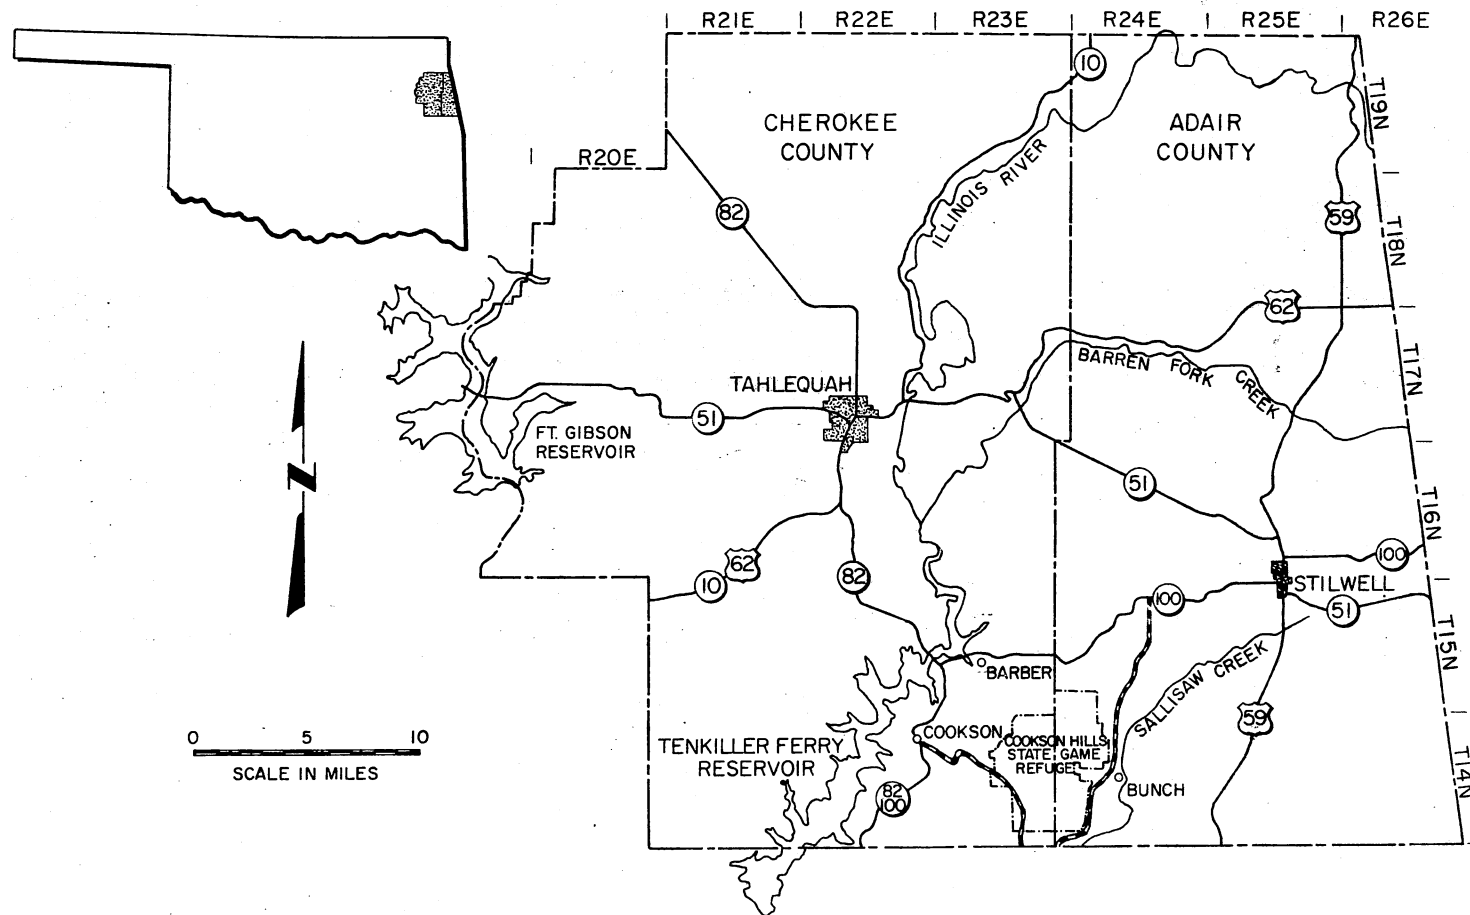 R21E
R22E
R23E
R24E
R25E
R26E
10
T19N
CHEROKEE
COUNTY
ADAIR
COUNTY
R20E
ILLINOIS RIVER
82
59
T18N
62
BARREN FORK CREEK
T17N
TAHLEQUAH
51
FT. GIBSON
RESERVOIR
N
51
T16N
62
10
82
100
100
STILWELL
51
T15N
BARBER
SALLISAW CREEK
59
COOKSON
COOKSON HILLS
STATE GAME
REFUGE
TENKILLER FERRY
RESERVOIR
0 5 10
SCALE IN MILES
82
100
BUNCH
T14N